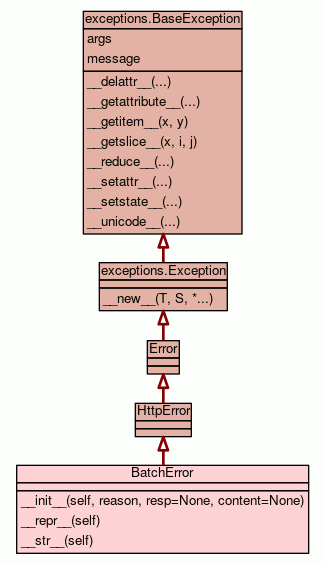 exceptions.BaseException
args
message
__delattr__(...)
__getattribute__(...)
__getitem__(x, y)
__getslice__(x, i, j)
__reduce__(...)
__setattr__(...)
__setstate__(...)
__unicode__(...)
exceptions.Exception
__new__(T, S, *...)
Error
HttpError
BatchError
__init__(self, reason, resp=None, content=None)
__repr__(self)
__str__(self)